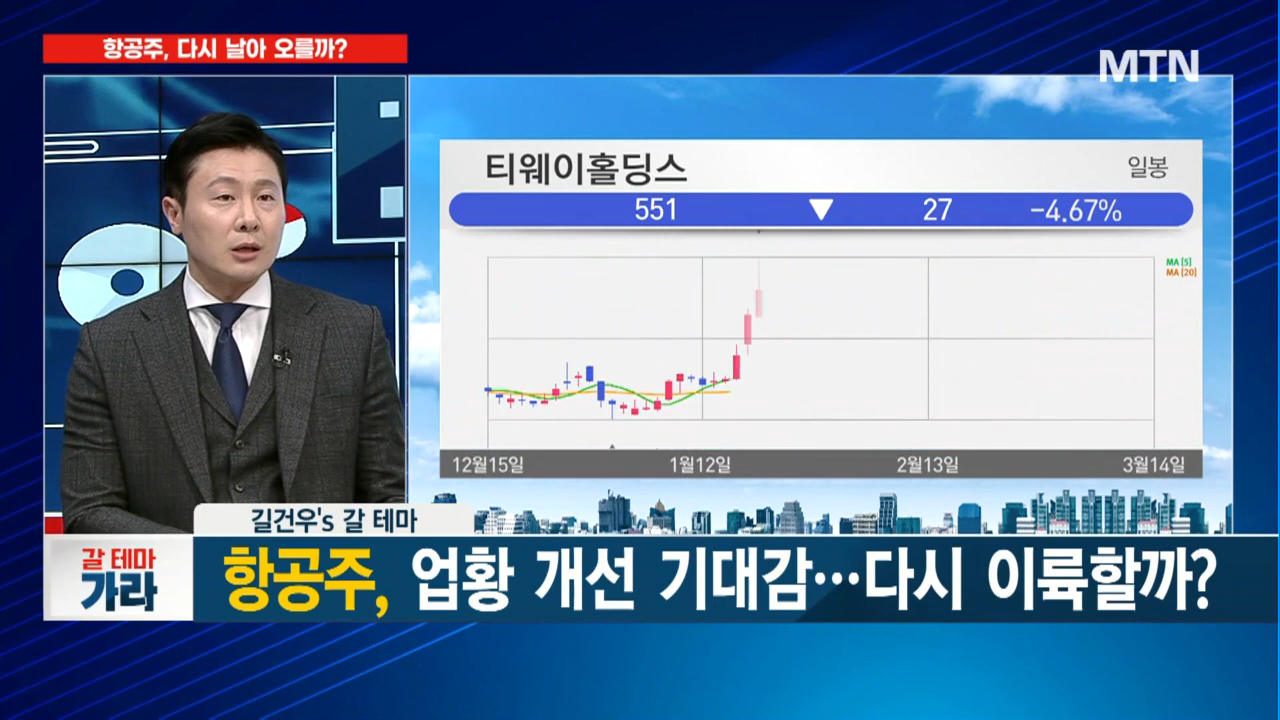 항공주, 다시 날아 오를까?
MTN
티웨이홀딩스
일봉
551 ▼ 27 -4.67%
MA [5]
MA [20]
12월15일 1월12일 2월13일 3월14일
길건우's 갈 테마
갈 테마
가라
항공주, 업황 개선 기대감…다시 이륙할까?